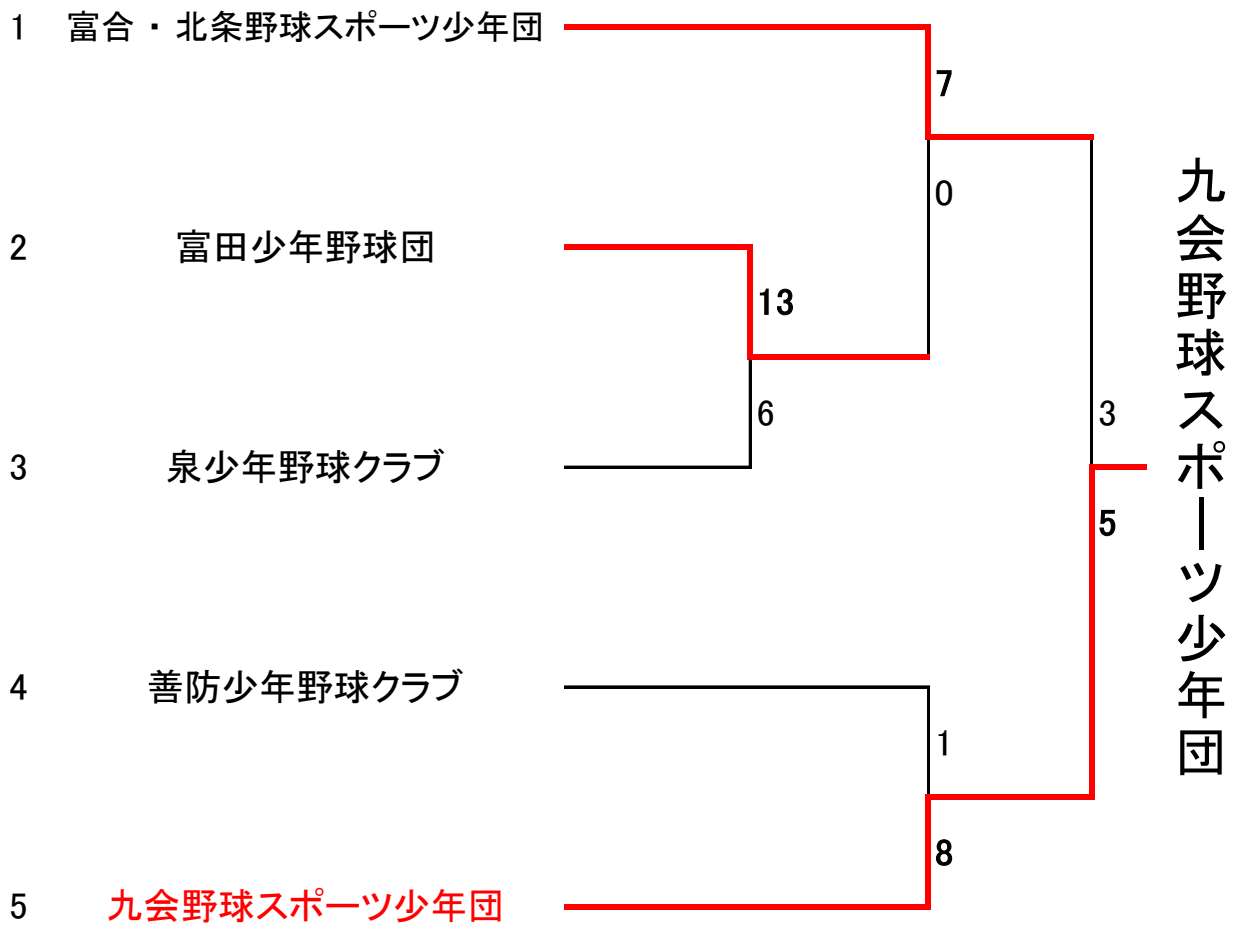 1 富合・北条野球スポーツ少年団
7
0
2 富田少年野球団
13
6
3 泉少年野球クラブ
3
5
4 善防少年野球クラブ
1
8
5 九会野球スポーツ少年団
九会野球スポーツ少年団